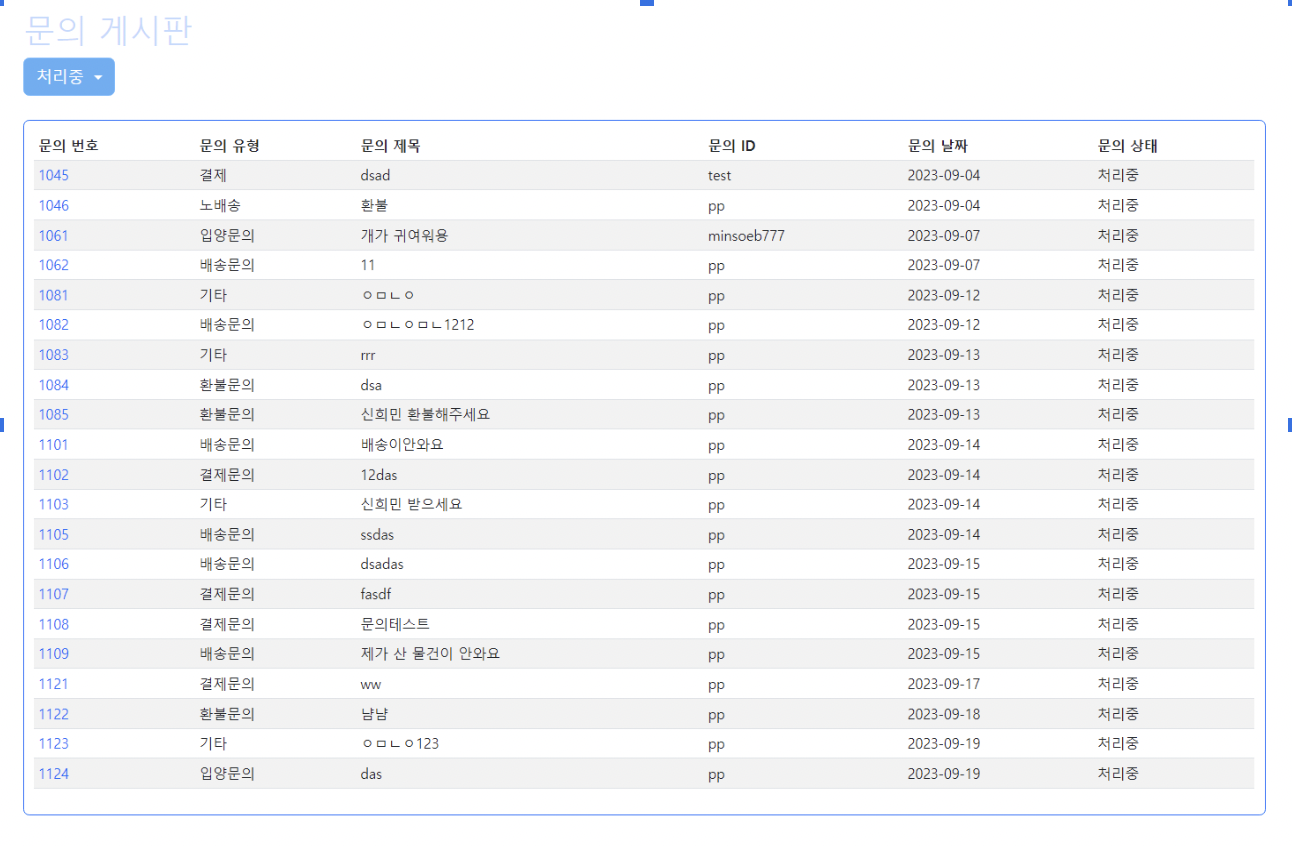 문의 게시판
처리중
문의 번호 문의 유형 문의 제목 문의 ID 문의 날짜 문의 상태
1045 결제 dsad test 2023-09-04 처리중
1046 노배송 환불 pp 2023-09-04 처리중
1061 입양문의 개가 귀여워용 minsoeb777 2023-09-07 처리중
1062 배송문의 11 pp 2023-09-07 처리중
1081 기타 ㅇㅁㄴㅇ pp 2023-09-12 처리중
1082 배송문의 ㅇㅁㄴㅇㅁㄴ1212 pp 2023-09-12 처리중
1083 기타 rrr pp 2023-09-13 처리중
1084 환불문의 dsa pp 2023-09-13 처리중
1085 환불문의 신희민 환불해주세요 pp 2023-09-13 처리중
1101 배송문의 배송이안와요 pp 2023-09-14 처리중
1102 결제문의 12das pp 2023-09-14 처리중
1103 기타 신희민 받으세요 pp 2023-09-14 처리중
1105 배송문의 ssdas pp 2023-09-14 처리중
1106 배송문의 dsadas pp 2023-09-15 처리중
1107 결제문의 fasdf pp 2023-09-15 처리중
1108 결제문의 문의테스트 pp 2023-09-15 처리중
1109 배송문의 제가 산 물건이 안와요 pp 2023-09-15 처리중
1121 결제문의 ww pp 2023-09-17 처리중
1122 환불문의 냠냠 pp 2023-09-18 처리중
1123 기타 ㅇㅁㄴㅇ123 pp 2023-09-19 처리중
1124 입양문의 das pp 2023-09-19 처리중